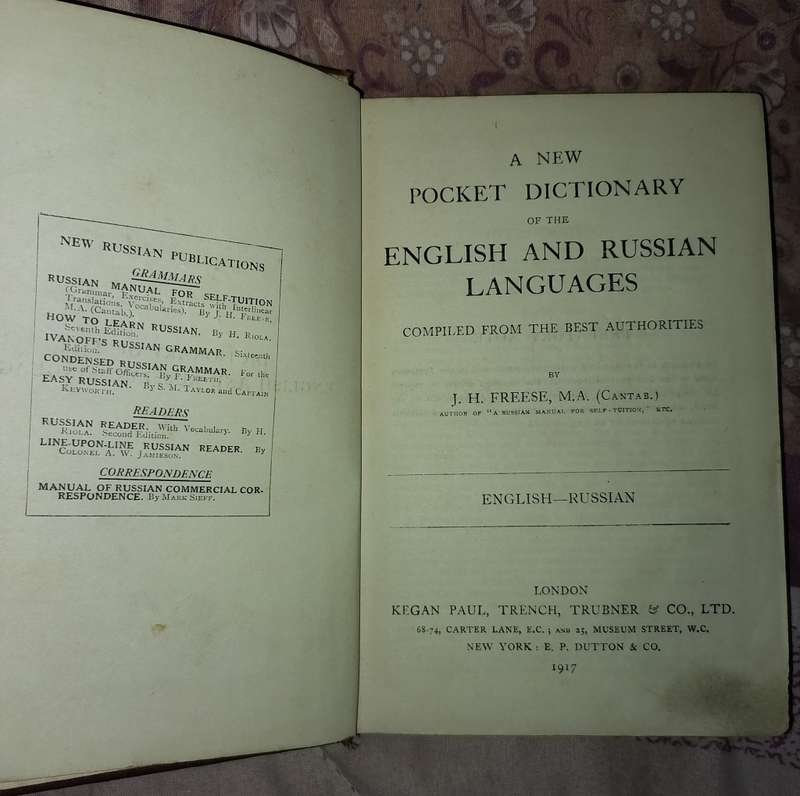 NEW RUSSIAN PUBLICATIONS
GRAMMARS
RUSSIAN MANUAL FOR SELF-TUITION
(Grammar, Exercises, Extracts with Interlinear
Translations, Vocabularies). By J. H. FREESE,
M.A. (Cantab.).
HOW TO LEARN RUSSIAN. By H. RIOLA.
Seventh Edition.
IVANOFF'S RUSSIAN GRAMMAR. Sixteenth
Edition.
CONDENSED RUSSIAN GRAMMAR. For the
use of Staff Officers. By F. FREETH.
EASY RUSSIAN. By S. M. TAYLOR and CAPTAIN
KEYWORTH.
READERS
RUSSIAN READER. With Vocabulary. By H.
RIOLA. Second Edition.
LINE-UPON-LINE RUSSIAN READER. By
COLONEL A. W. JAMIESON.
CORRESPONDENCE
MANUAL OF RUSSIAN COMMERCIAL COR-
RESPONDENCE. By MARK SIEFF.
A NEW
POCKET DICTIONARY
OF THE
ENGLISH AND RUSSIAN
LANGUAGES
COMPILED FROM THE BEST AUTHORITIES
BY
J. H. FREESE, M.A. (CANTAB.)
AUTHOR OF "A RUSSIAN MANUAL FOR SELF-TUITION," ETC.
ENGLISH—RUSSIAN
LONDON
KEGAN PAUL, TRENCH, TRUBNER & CO., LTD.
68-74, CARTER LANE, E.C.; AND 25, MUSEUM STREET, W.C.
NEW YORK: E. P. DUTTON & CO.
1917